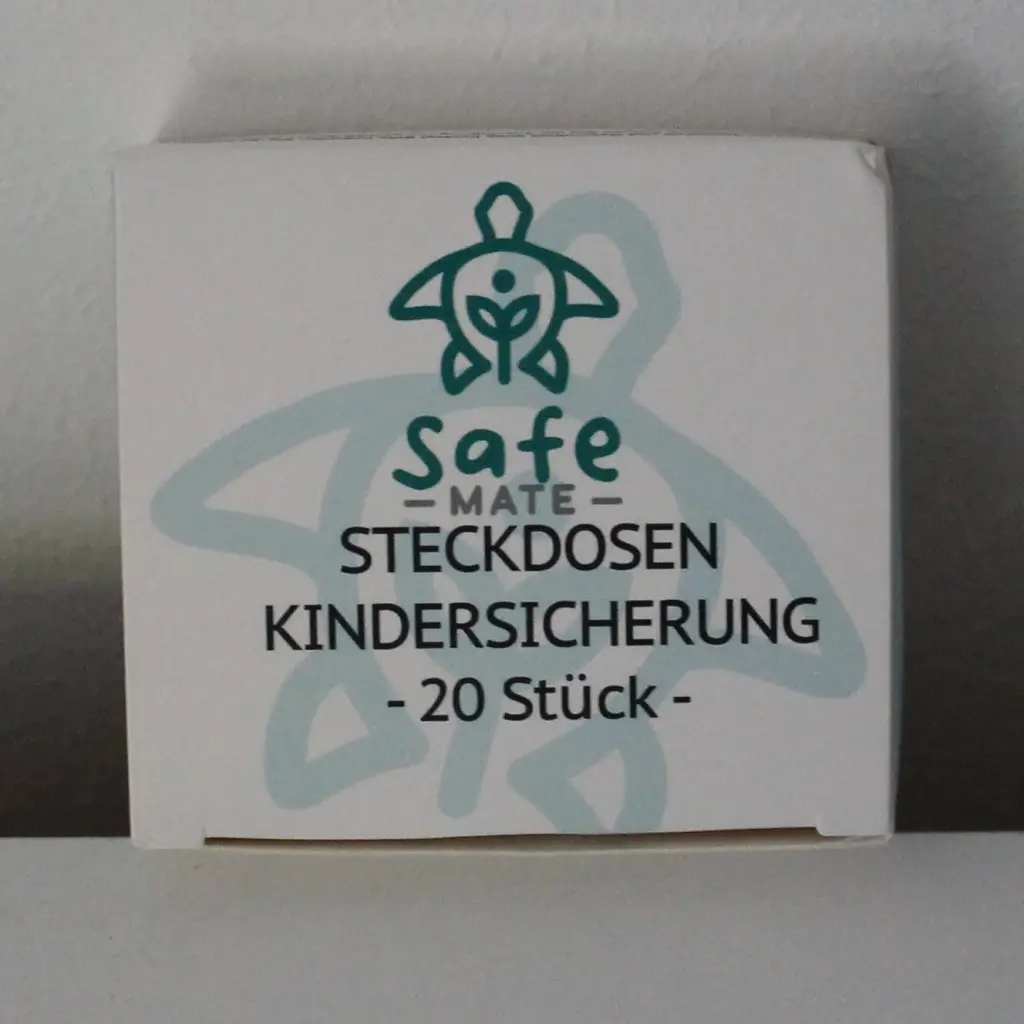 Safe
– MATE –
STECKDOSEN
KINDERSICHERUNG
- 20 Stück -